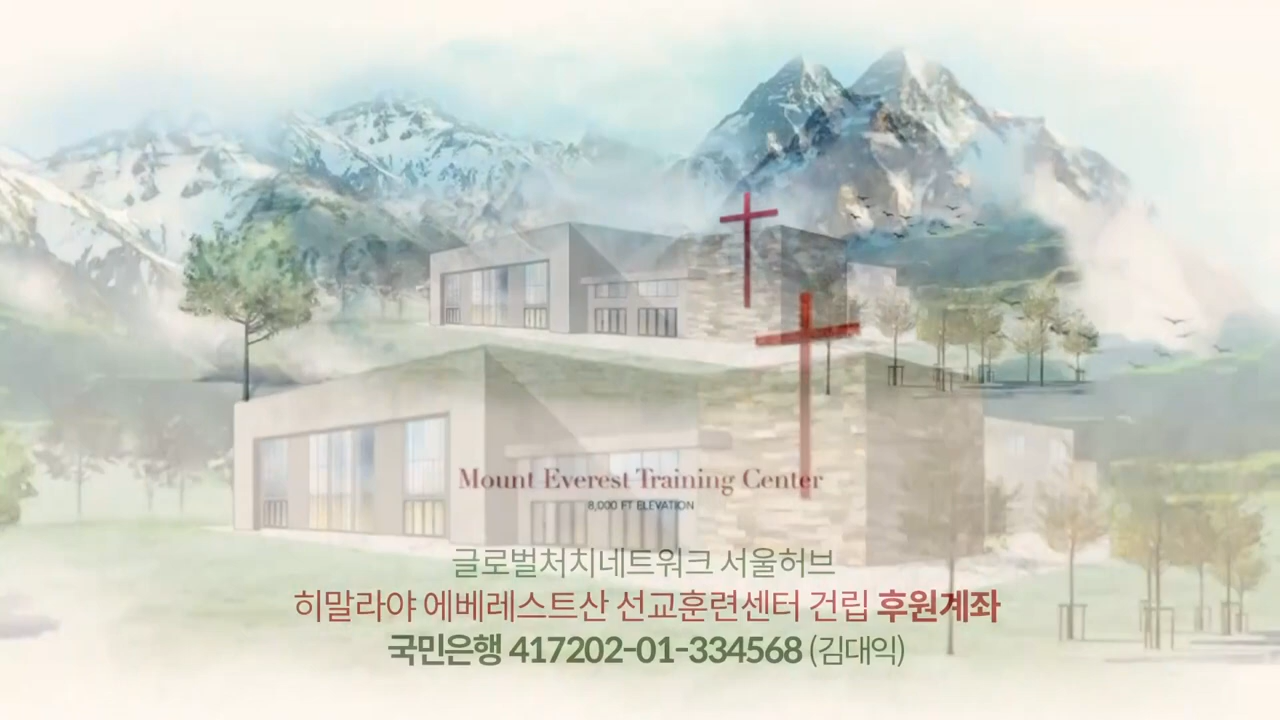 Mount Everest Training Center
8,000 FT ELEVATION
글로벌처치네트워크 서울허브
히말라야 에베레스트산 선교훈련센터 건립 후원계좌
국민은행 417202-01-334568 (김대익)